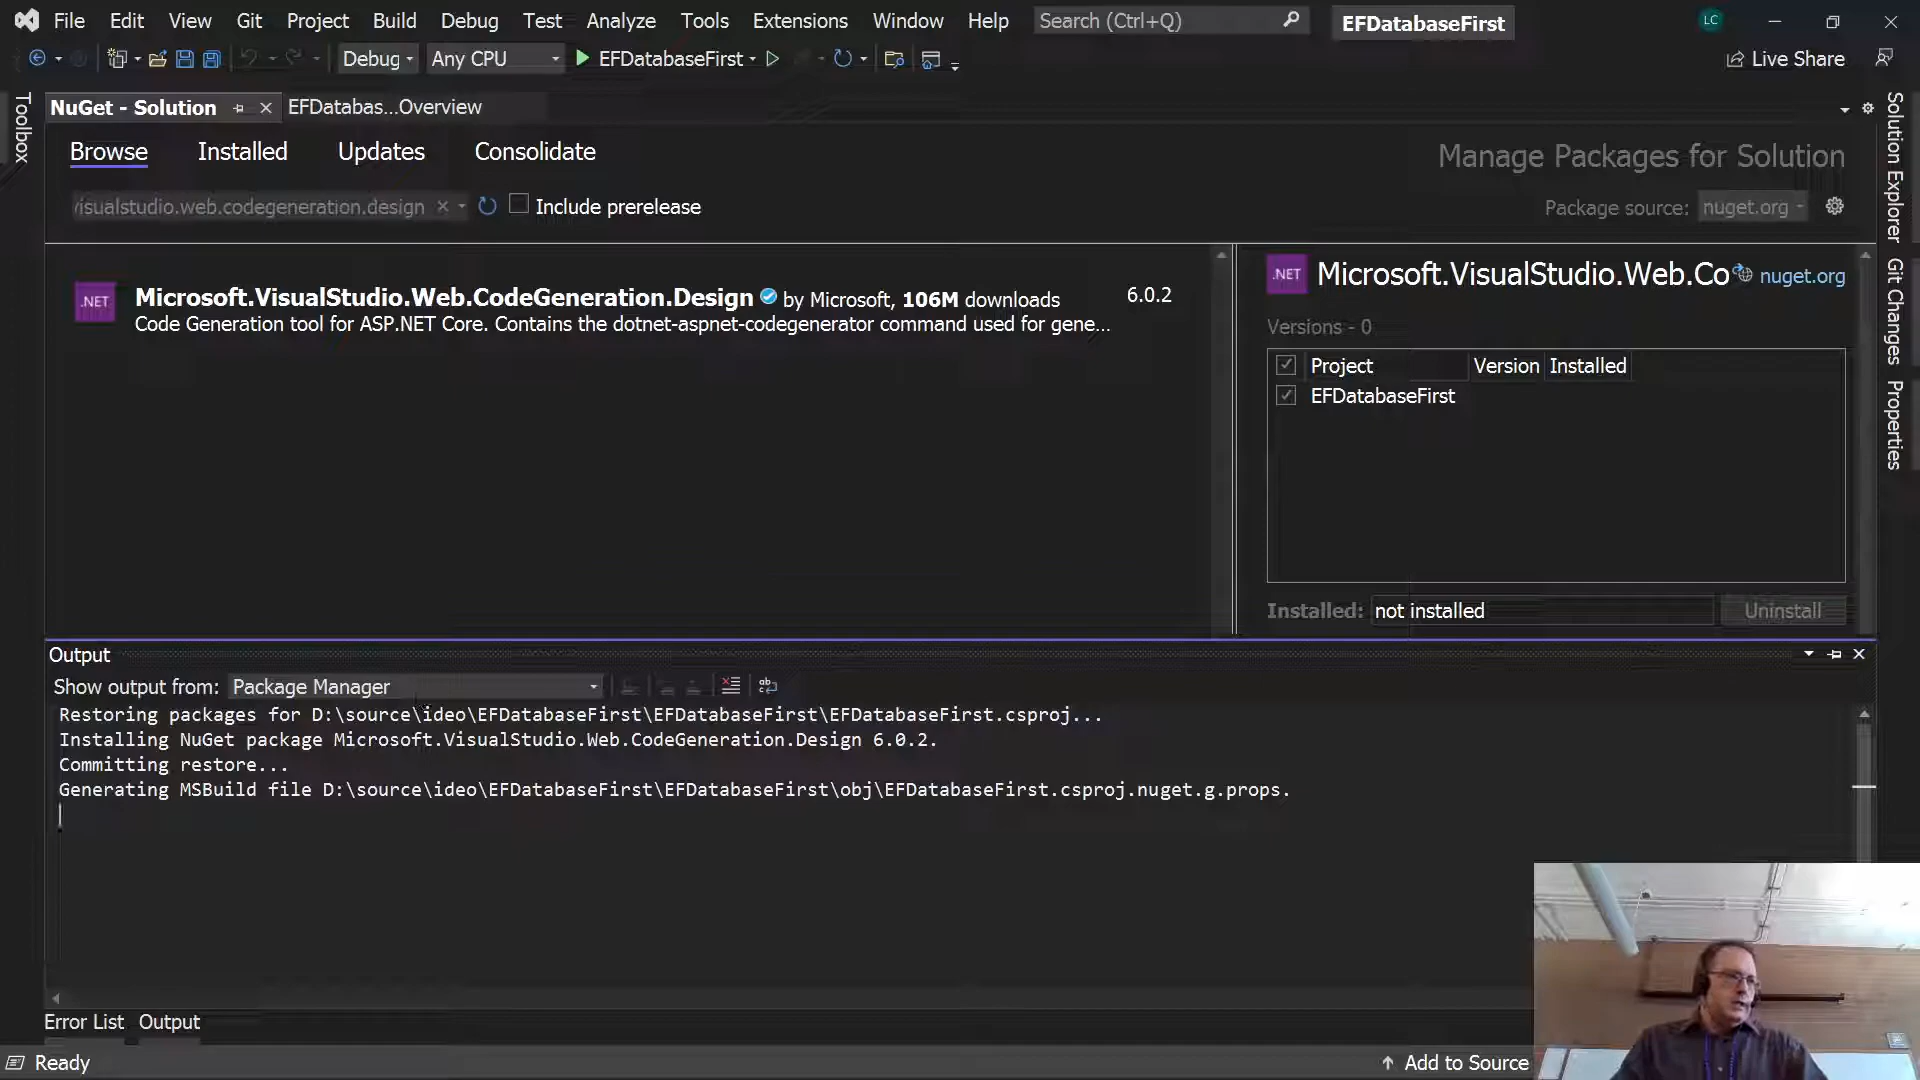 File Edit View Git Project Build Debug Test Analyze Tools Extensions Window Help Search (Ctrl+Q) EFDatabaseFirst LC
Debug Any CPU EFDatabaseFirst Live Share
Toolbox
NuGet - Solution EFDatabas...Overview
Browse Installed Updates Consolidate
Manage Packages for Solution
isualstudio.web.codegeneration.design Include prerelease
Package source: nuget.org
.NET Microsoft.VisualStudio.Web.CodeGeneration.Design by Microsoft, 106M downloads 6.0.2
Code Generation tool for ASP.NET Core. Contains the dotnet-aspnet-codegenerator command used for gene...
.NET Microsoft.VisualStudio.Web.Co nuget.org
Versions - 0
Project Version Installed
EFDatabaseFirst
Installed: not installed Uninstall
Solution Explorer
Git Changes
Properties
Output
Show output from: Package Manager
Restoring packages for D:\source\ideo\EFDatabaseFirst\EFDatabaseFirst\EFDatabaseFirst.csproj...
Installing NuGet package Microsoft.VisualStudio.Web.CodeGeneration.Design 6.0.2.
Committing restore...
Generating MSBuild file D:\source\ideo\EFDatabaseFirst\EFDatabaseFirst\obj\EFDatabaseFirst.csproj.nuget.g.props.
Error List Output
Ready
Add to Source